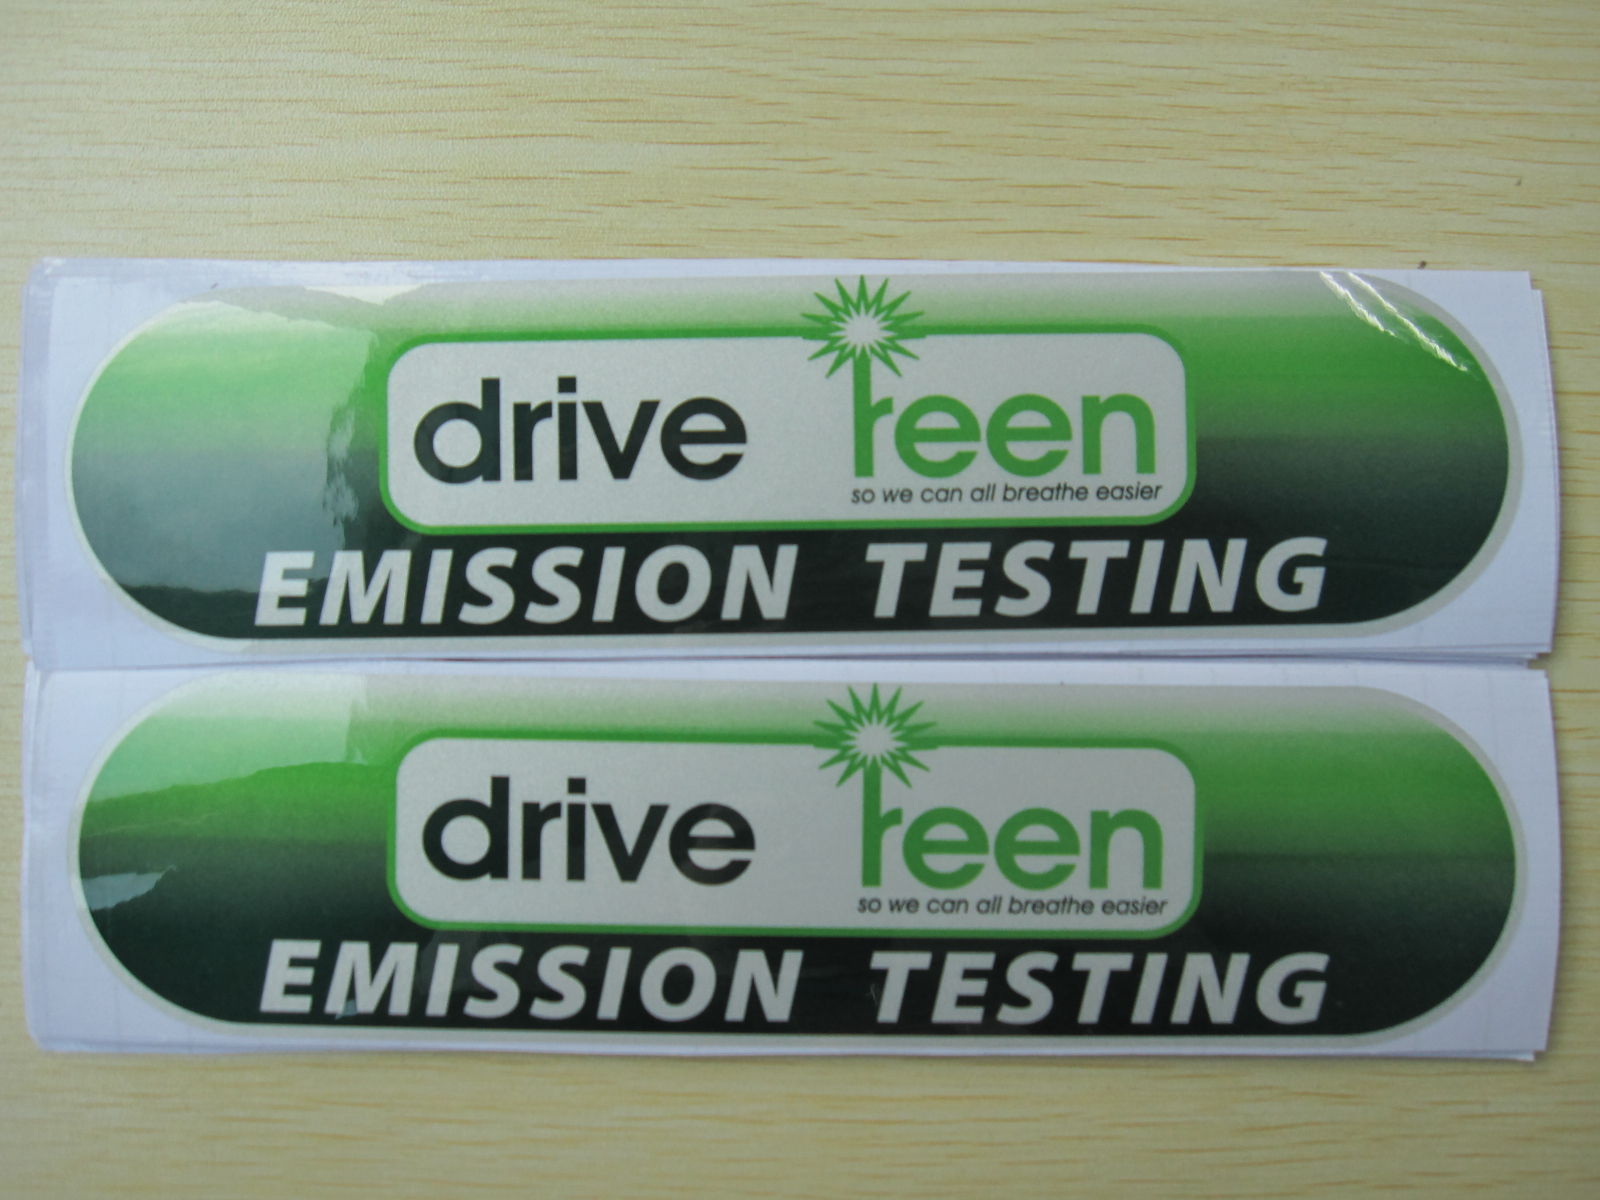 drive reen
so we can all breathe easier
EMISSION TESTING
drive reen
so we can all breathe easier
EMISSION TESTING